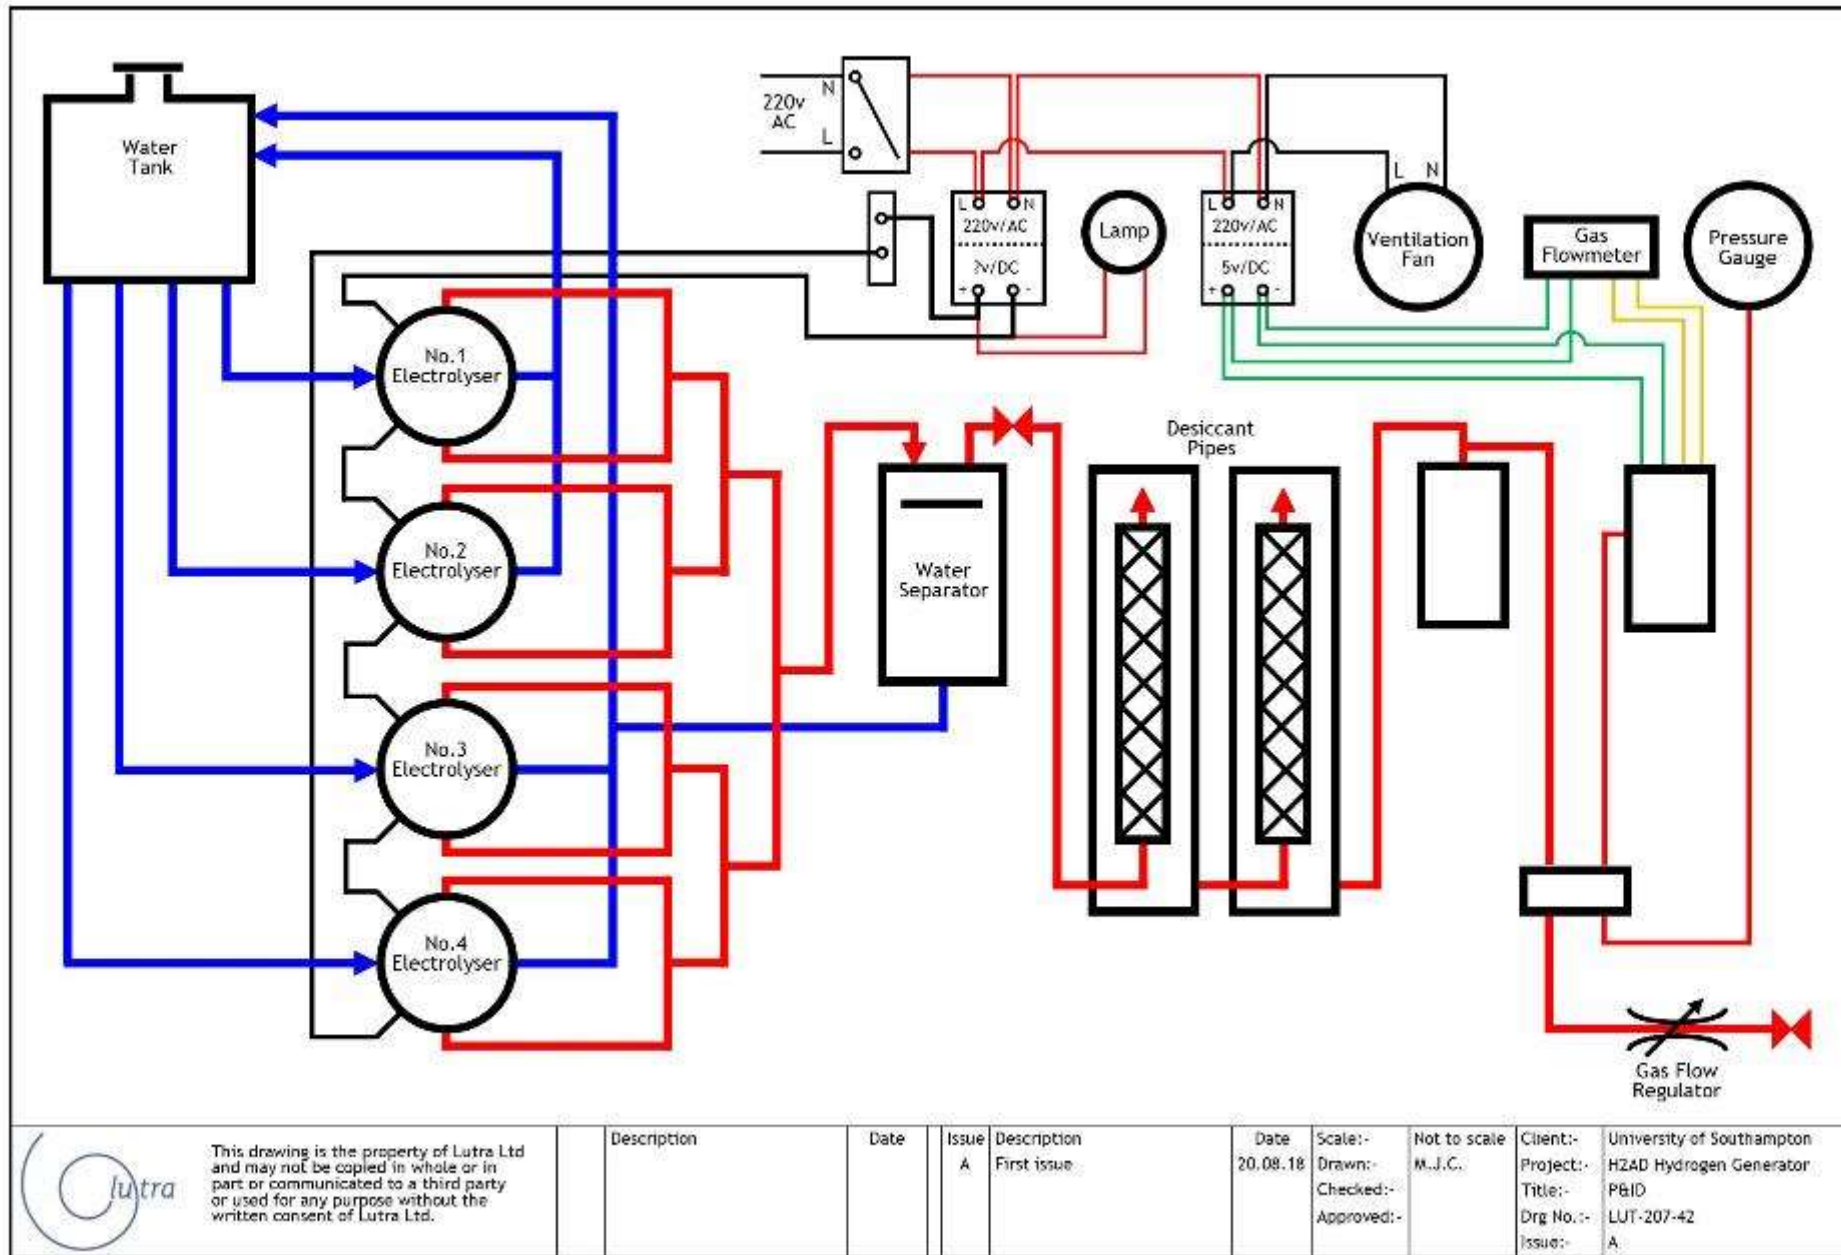 Water
Tank
220v
AC
N
L
L
N
220v/AC
?v/DC
+
-
Lamp
L
N
220v/AC
5v/DC
+
-
L
N
Ventilation
Fan
Gas
Flowmeter
Pressure
Gauge
No.1
Electrolyser
No.2
Electrolyser
No.3
Electrolyser
No.4
Electrolyser
Water
Separator
Desiccant
Pipes
Gas Flow
Regulator
lutra
This drawing is the property of Lutra Ltd
and may not be copied in whole or in
part or communicated to a third party
or used for any purpose without the
written consent of Lutra Ltd.
Description
Date
Issue
A
Description
First issue
Date
20.08.18
Scale:- Not to scale
Drawn:- M.J.C.
Checked:-
Approved:-
Client:- University of Southampton
Project:- H2AD Hydrogen Generator
Title:- P&ID
Drg No.:- LUT-207-42
Issue:- A